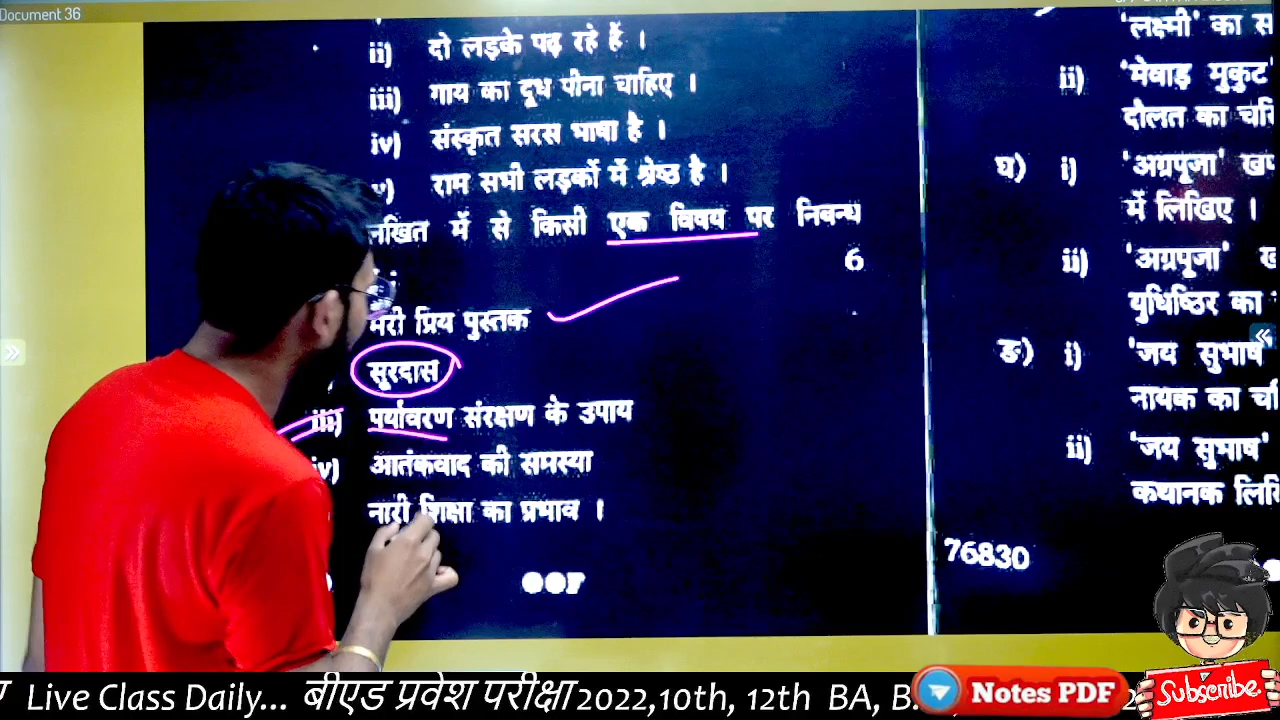 Document 36
ii) दो लड़के पढ़ रहे हैं ।
iii) गाय का दूध पीना चाहिए ।
iv) संस्कृत सरस भाषा है ।
v) राम सभी लड़कों में श्रेष्ठ है ।
में से किसी एक विषय पर निबन्ध
6
मेरी प्रिय पुस्तक
सूरदास
iii) पर्यावरण संरक्षण के उपाय
iv) आतंकवाद की समस्या
नारी शिक्षा का प्रभाव ।
'लक्ष्मी' का
ii) 'मेवाड़ मुकुट'
दौलत का
घ) i) 'अग्रपूजा'
में लिखिए ।
ii) 'अग्रपूजा'
युधिष्ठिर का
ङ) i) 'जय सुभाष'
नायक का
ii) 'जय सुभाष'
कथानक
76830
Live Class Daily... बीएड प्रवेश परीक्षा 2022,10th, 12th BA,
Notes PDF
Subscribe